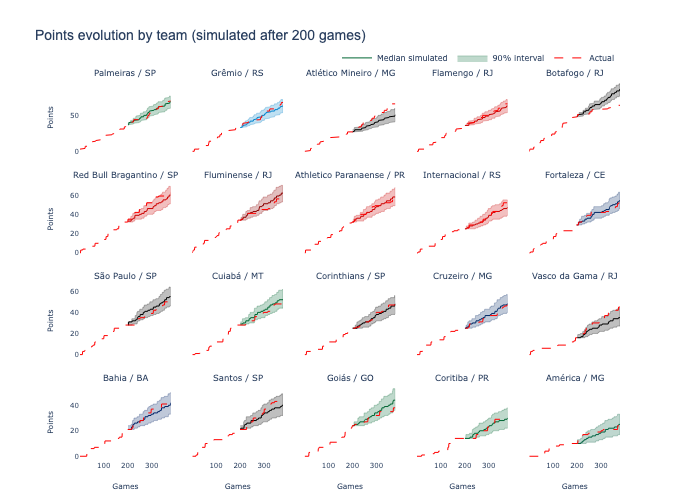 Points evolution by team (simulated after 200 games)
Median simulated 90% interval Actual
Palmeiras / SP Grêmio / RS Atlético Mineiro / MG Flamengo / RJ Botafogo / RJ
Points
50
0
Red Bull Bragantino / SP Fluminense / RJ Athletico Paranaense / PR Internacional / RS Fortaleza / CE
Points
60
40
20
0
São Paulo / SP Cuiabá / MT Corinthians / SP Cruzeiro / MG Vasco da Gama / RJ
Points
60
40
20
0
Bahia / BA Santos / SP Goiás / GO Coritiba / PR América / MG
Points
40
20
0
100 200 300 100 200 300 100 200 300 100 200 300 100 200 300
Games Games Games Games Games